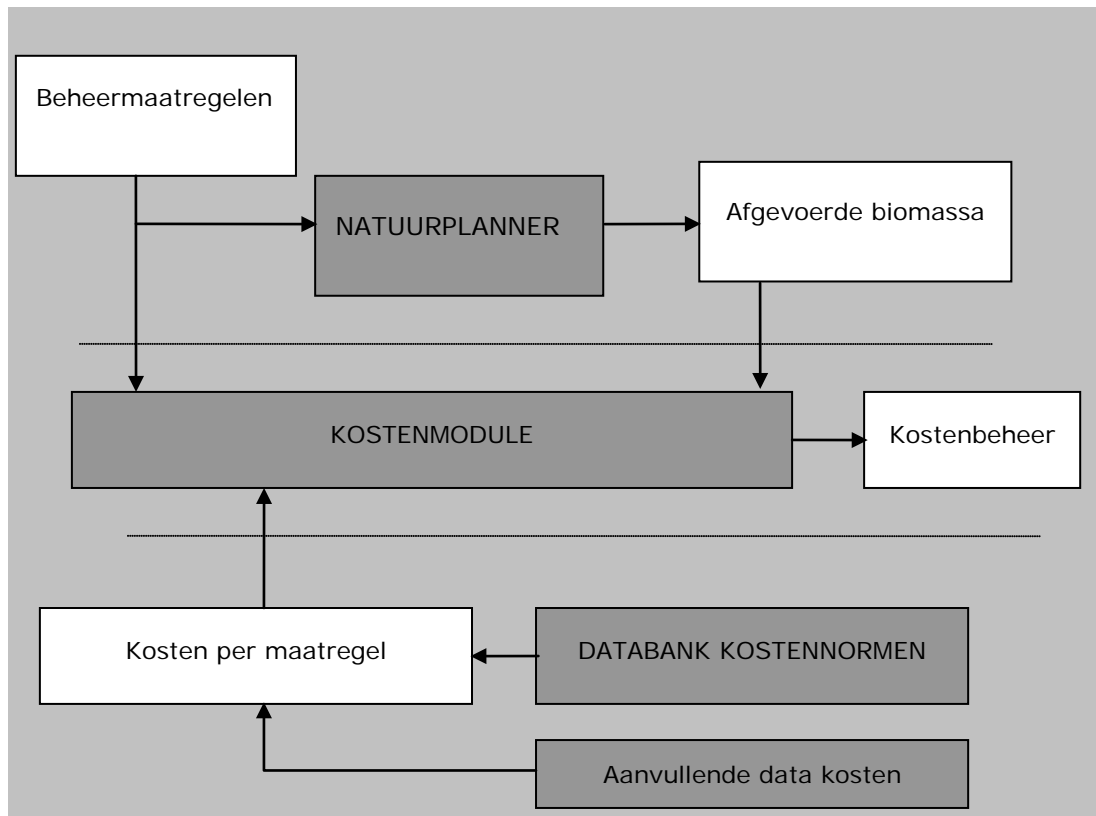 Beheermaatregelen
NATUURPLANNER
Afgevoerde biomassa
KOSTENMODULE
Kostenbeheer
Kosten per maatregel
DATABANK KOSTENNORMEN
Aanvullende data kosten